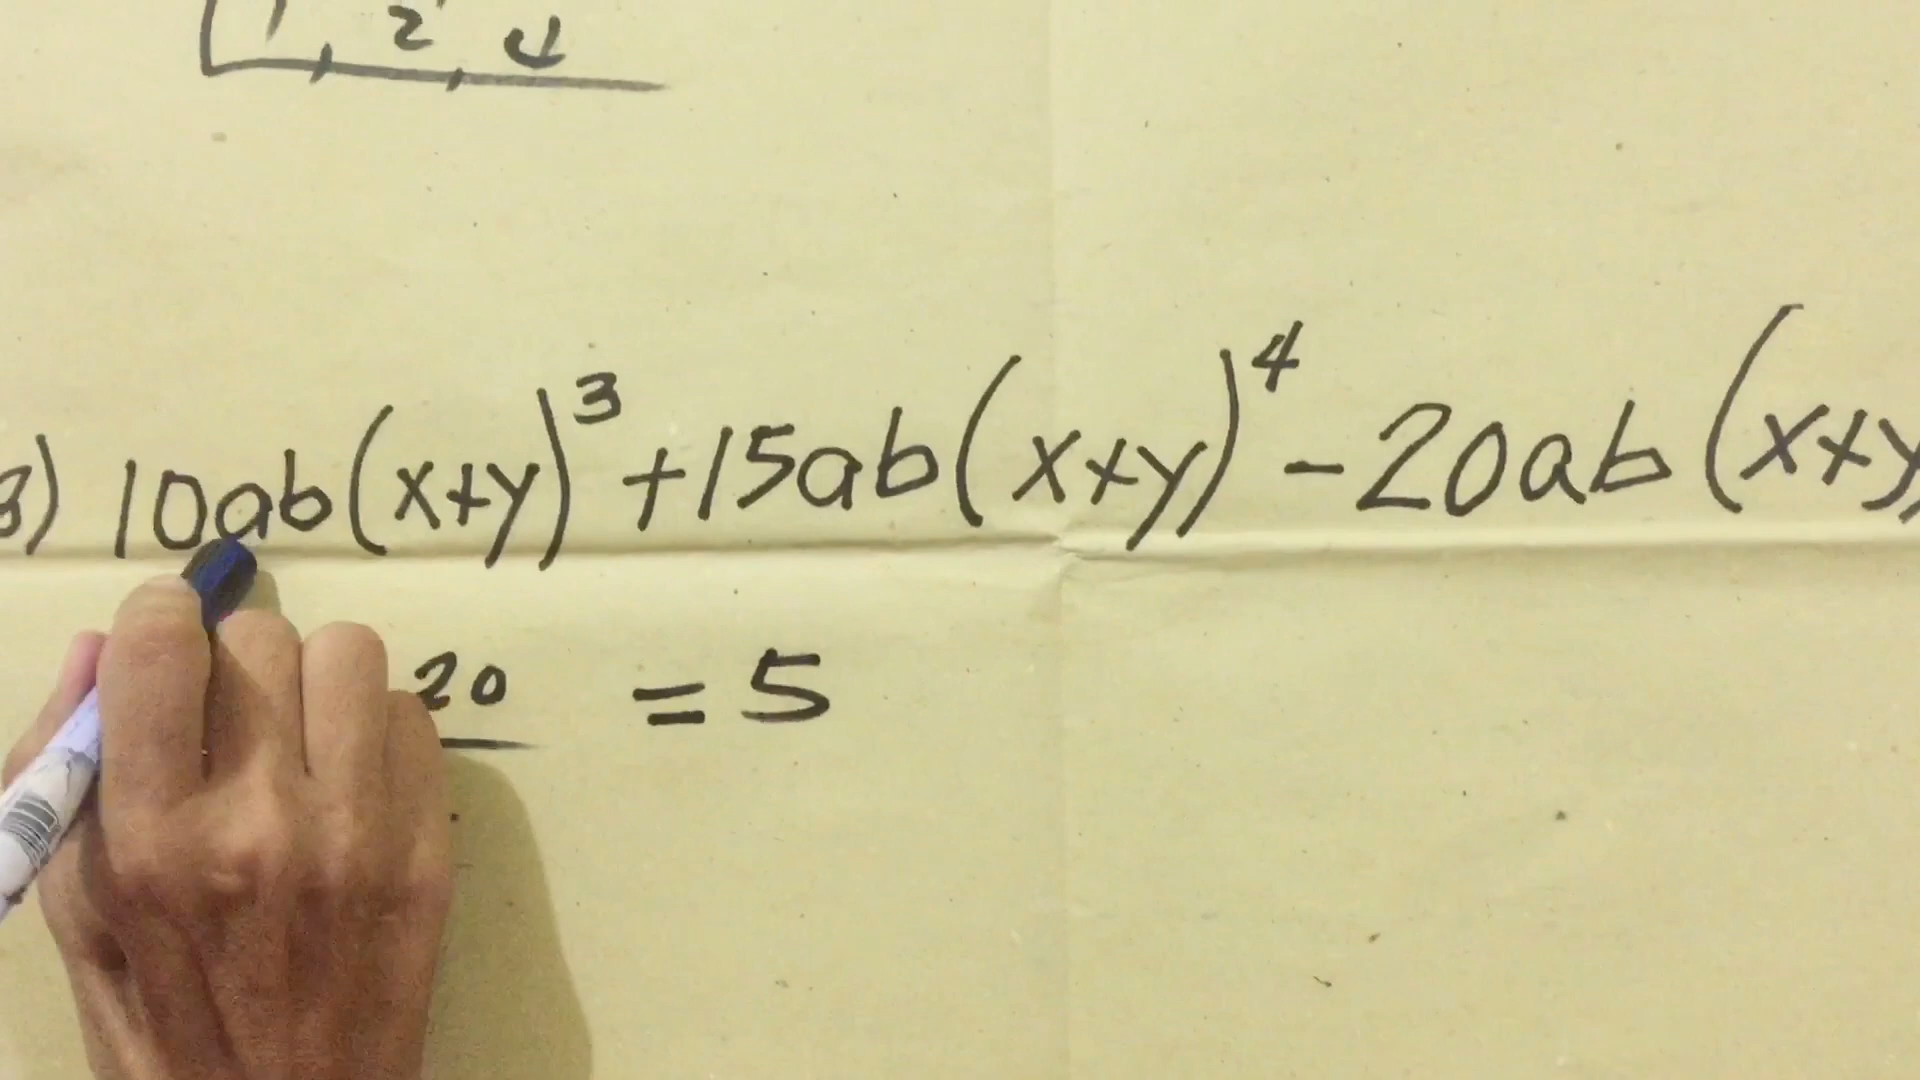 1, 2, 4
3) 10ab(x+y)³ +15ab(x+y)⁴ -20ab(x+y
20 = 5